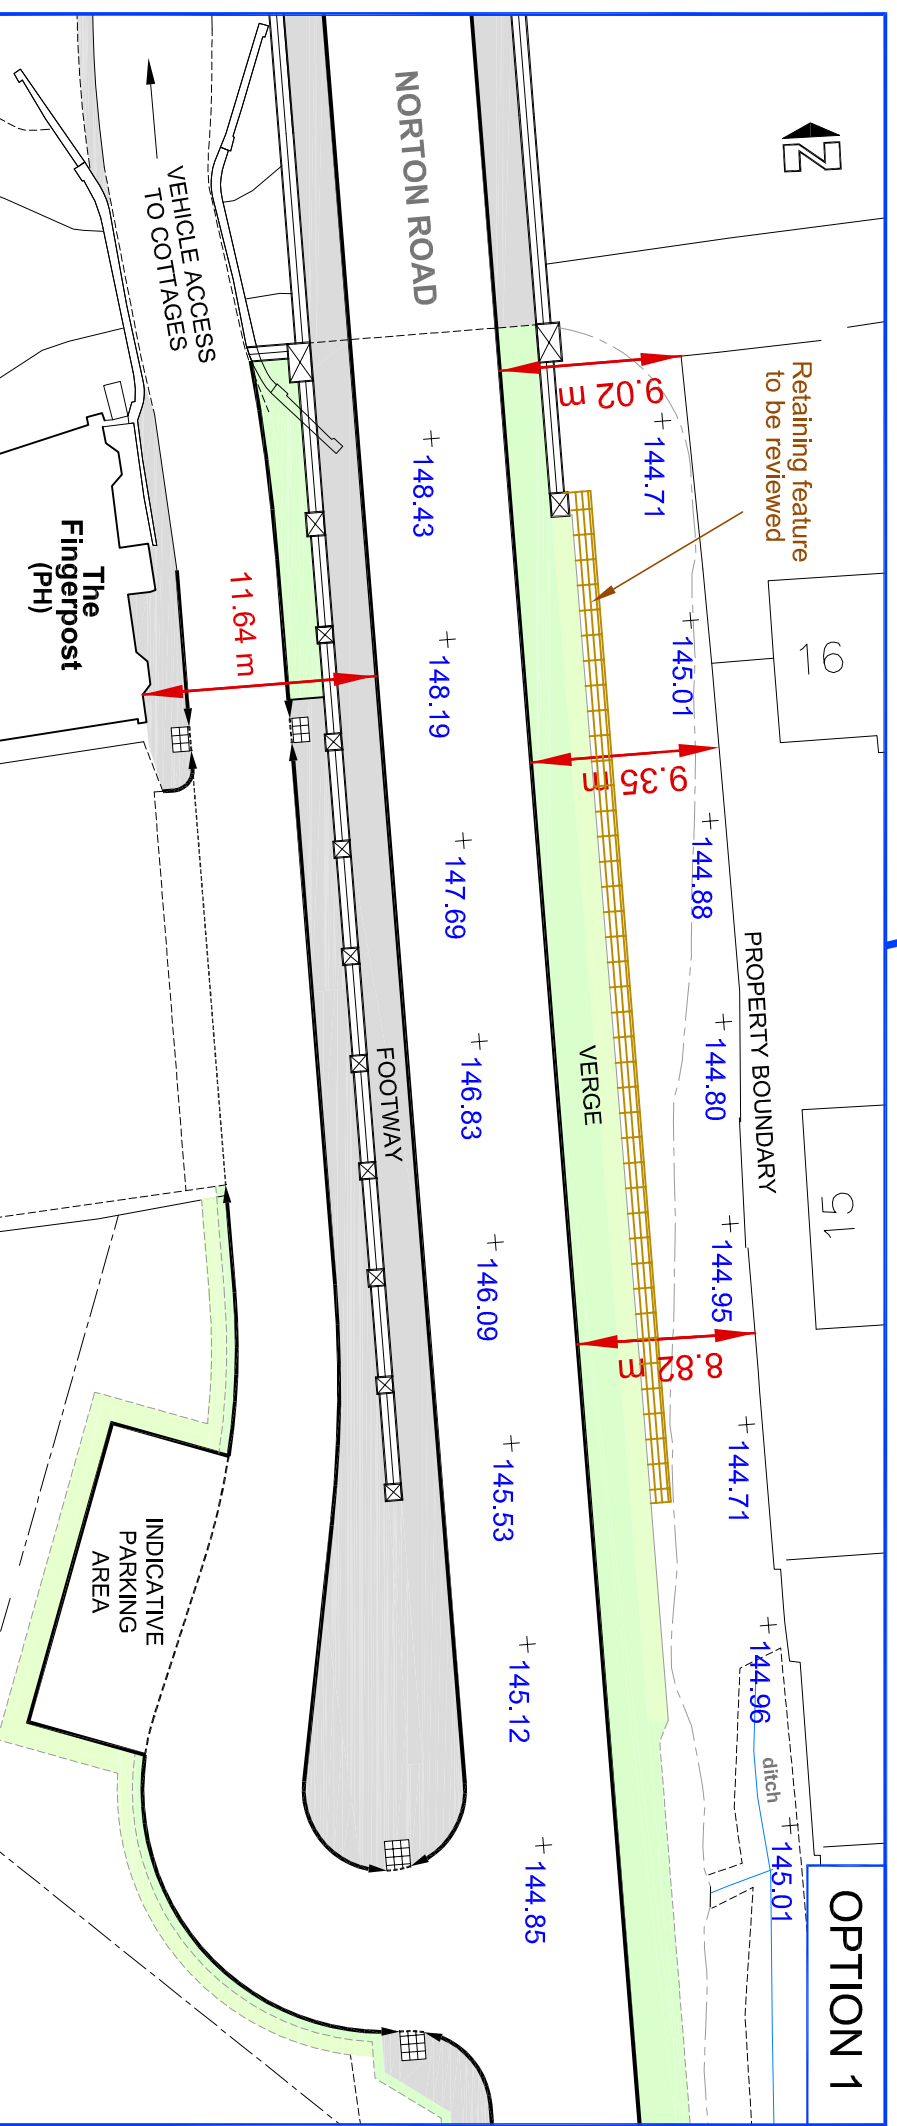 OPTION 1
N
NORTON ROAD
VEHICLE ACCESS
TO COTTAGES
Retaining feature
to be reviewed
9.02 m
144.71
148.43
The
Fingerpost
(PH)
11.64 m
16
145.01
148.19
9.35 m
144.88
147.69
PROPERTY BOUNDARY
144.80
VERGE
FOOTWAY
146.83
15
144.95
146.09
8.82 m
144.71
145.53
INDICATIVE
PARKING
AREA
144.96
145.12
ditch
145.01
144.85